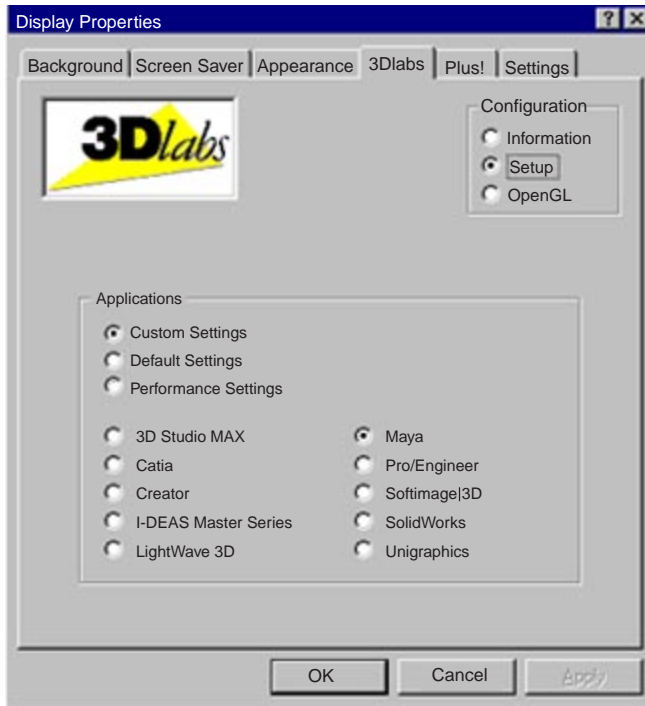 Display Properties
Background Screen Saver Appearance 3Dlabs Plus! Settings
3Dlabs
Configuration
Information
Setup
OpenGL
Applications
Custom Settings
Default Settings
Performance Settings
3D Studio MAX
Catia
Creator
I-DEAS Master Series
LightWave 3D
Maya
Pro/Engineer
Softimage|3D
SolidWorks
Unigraphics
OK Cancel Apply